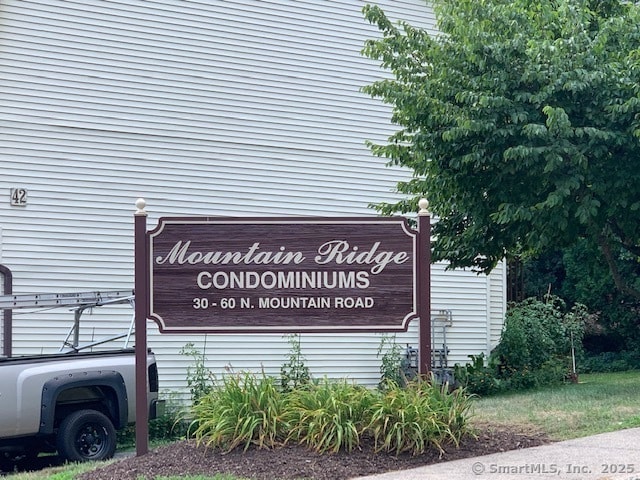 42
Mountain Ridge
CONDOMINIUMS
30 - 60 N. MOUNTAIN ROAD
©SmartMLS, Inc. 2025